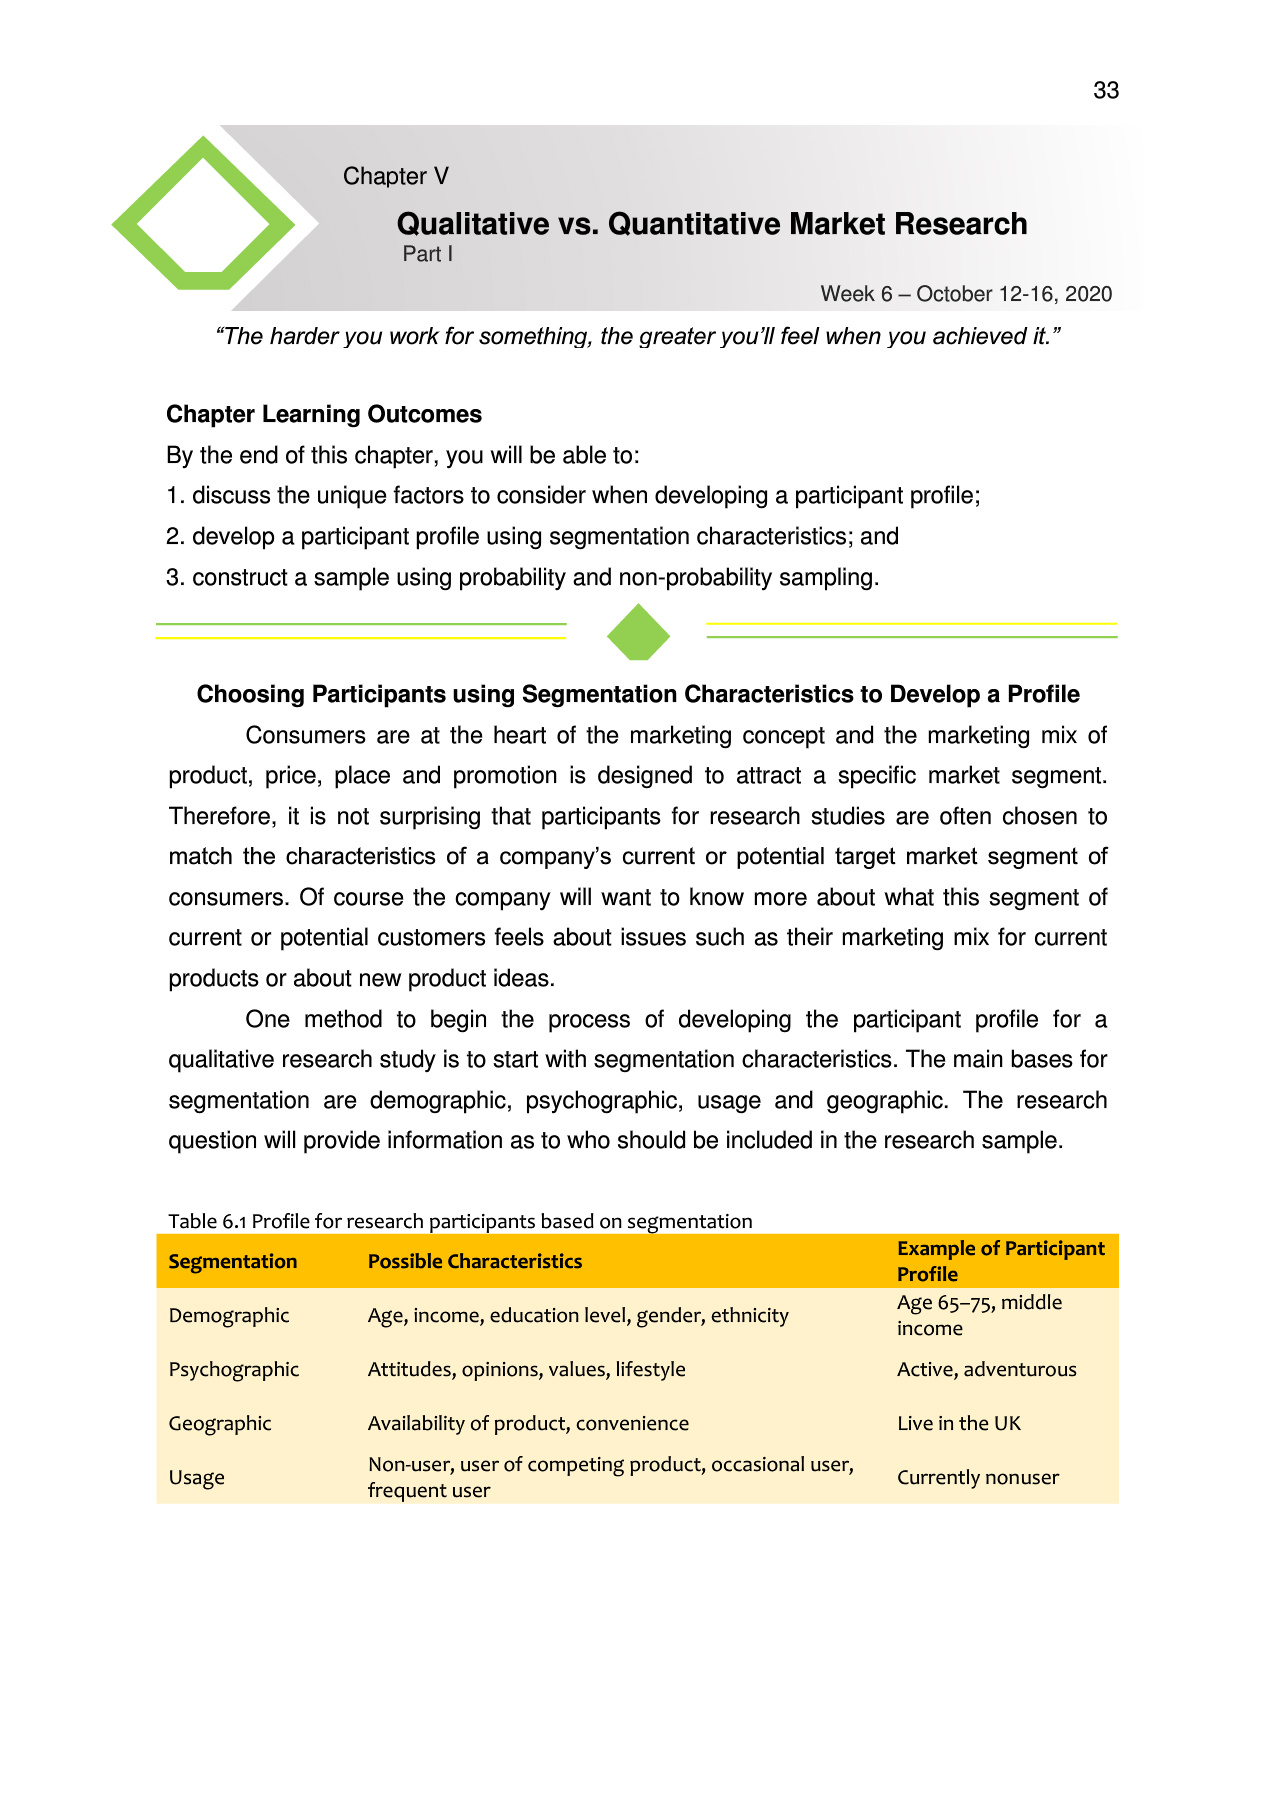 33
Chapter V
Qualitative vs. Quantitative Market Research
Part I
Week 6 – October 12-16, 2020
“The harder you work for something, the greater you’ll feel when you achieved it.”
Chapter Learning Outcomes
By the end of this chapter, you will be able to:
1. discuss the unique factors to consider when developing a participant profile;
2. develop a participant profile using segmentation characteristics; and
3. construct a sample using probability and non-probability sampling.
Choosing Participants using Segmentation Characteristics to Develop a Profile
Consumers are at the heart of the marketing concept and the marketing mix of
product, price, place and promotion is designed to attract a specific market segment.
Therefore, it is not surprising that participants for research studies are often chosen to
match the characteristics of a company’s current or potential target market segment of
consumers. Of course the company will want to know more about what this segment of
current or potential customers feels about issues such as their marketing mix for current
products or about new product ideas.
One method to begin the process of developing the participant profile for a
qualitative research study is to start with segmentation characteristics. The main bases for
segmentation are demographic, psychographic, usage and geographic. The research
question will provide information as to who should be included in the research sample.
Table 6.1 Profile for research participants based on segmentation
Segmentation Possible Characteristics Example of Participant
Profile
Demographic Age, income, education level, gender, ethnicity Age 65–75, middle
income
Psychographic Attitudes, opinions, values, lifestyle Active, adventurous
Geographic Availability of product, convenience Live in the UK
Usage Non-user, user of competing product, occasional user,
frequent user Currently nonuser